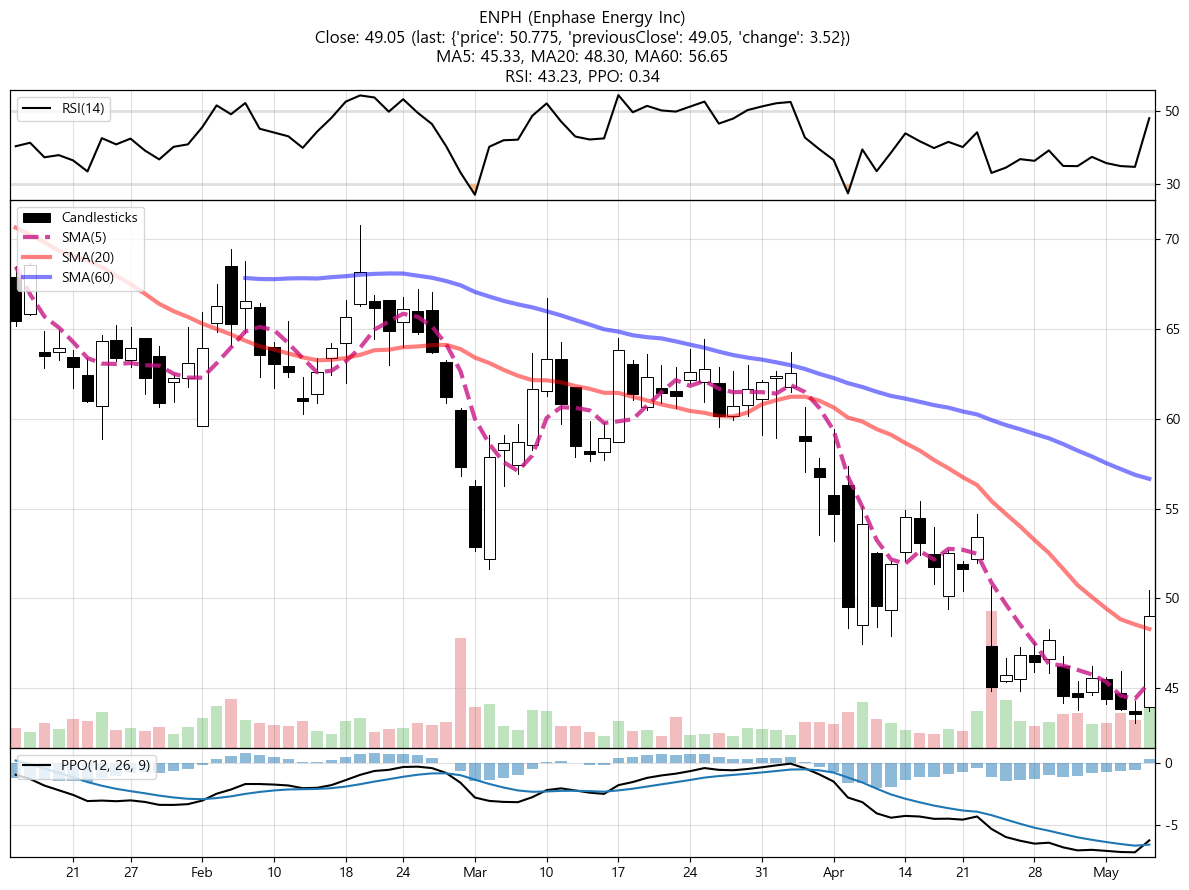 ENPH (Enphase Energy Inc)
Close: 49.05 (last: {'price': 50.775, 'previousClose': 49.05, 'change': 3.52})
MA5: 45.33, MA20: 48.30, MA60: 56.65
RSI: 43.23, PPO: 0.34
RSI(14)
50
30
Candlesticks
SMA(5)
SMA(20)
SMA(60)
70
65
60
55
50
45
PPO(12, 26, 9)
0
-5
21 27 Feb 10 18 24 Mar 10 17 24 31 Apr 14 21 28 May